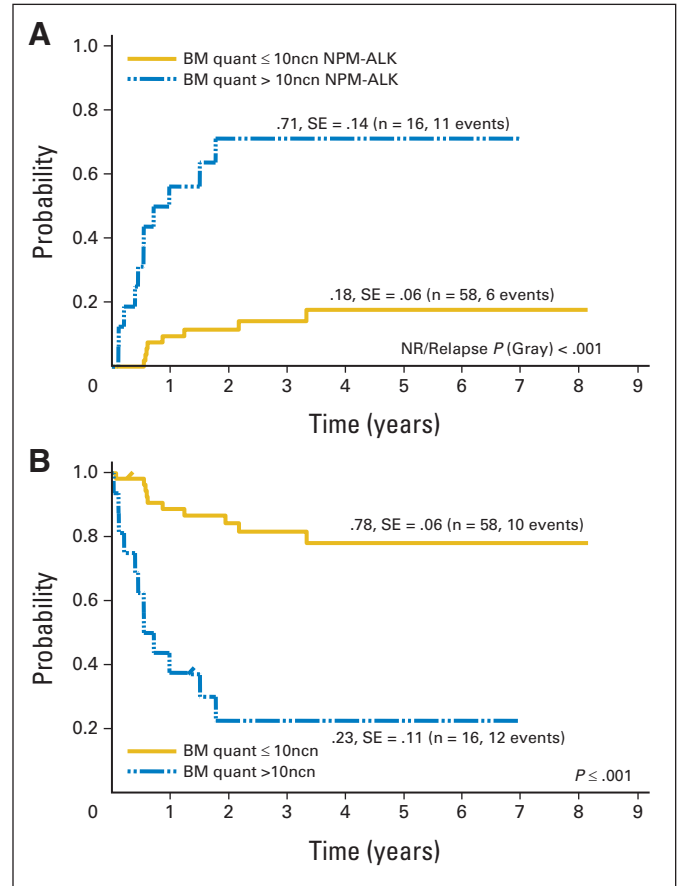 A
1.0
BM quant ≤ 10ncn NPM-ALK
BM quant > 10ncn NPM-ALK
0.8
.71, SE = .14 (n = 16, 11 events)
0.6
Probability
0.4
.18, SE = .06 (n = 58, 6 events)
0.2
NR/Relapse P (Gray) < .001
0 1 2 3 4 5 6 7 8 9
Time (years)
B
1.0
0.8
.78, SE = .06 (n = 58, 10 events)
0.6
Probability
0.4
0.2
.23, SE = .11 (n = 16, 12 events)
BM quant ≤ 10ncn
BM quant >10ncn
P ≤ .001
0 1 2 3 4 5 6 7 8 9
Time (years)